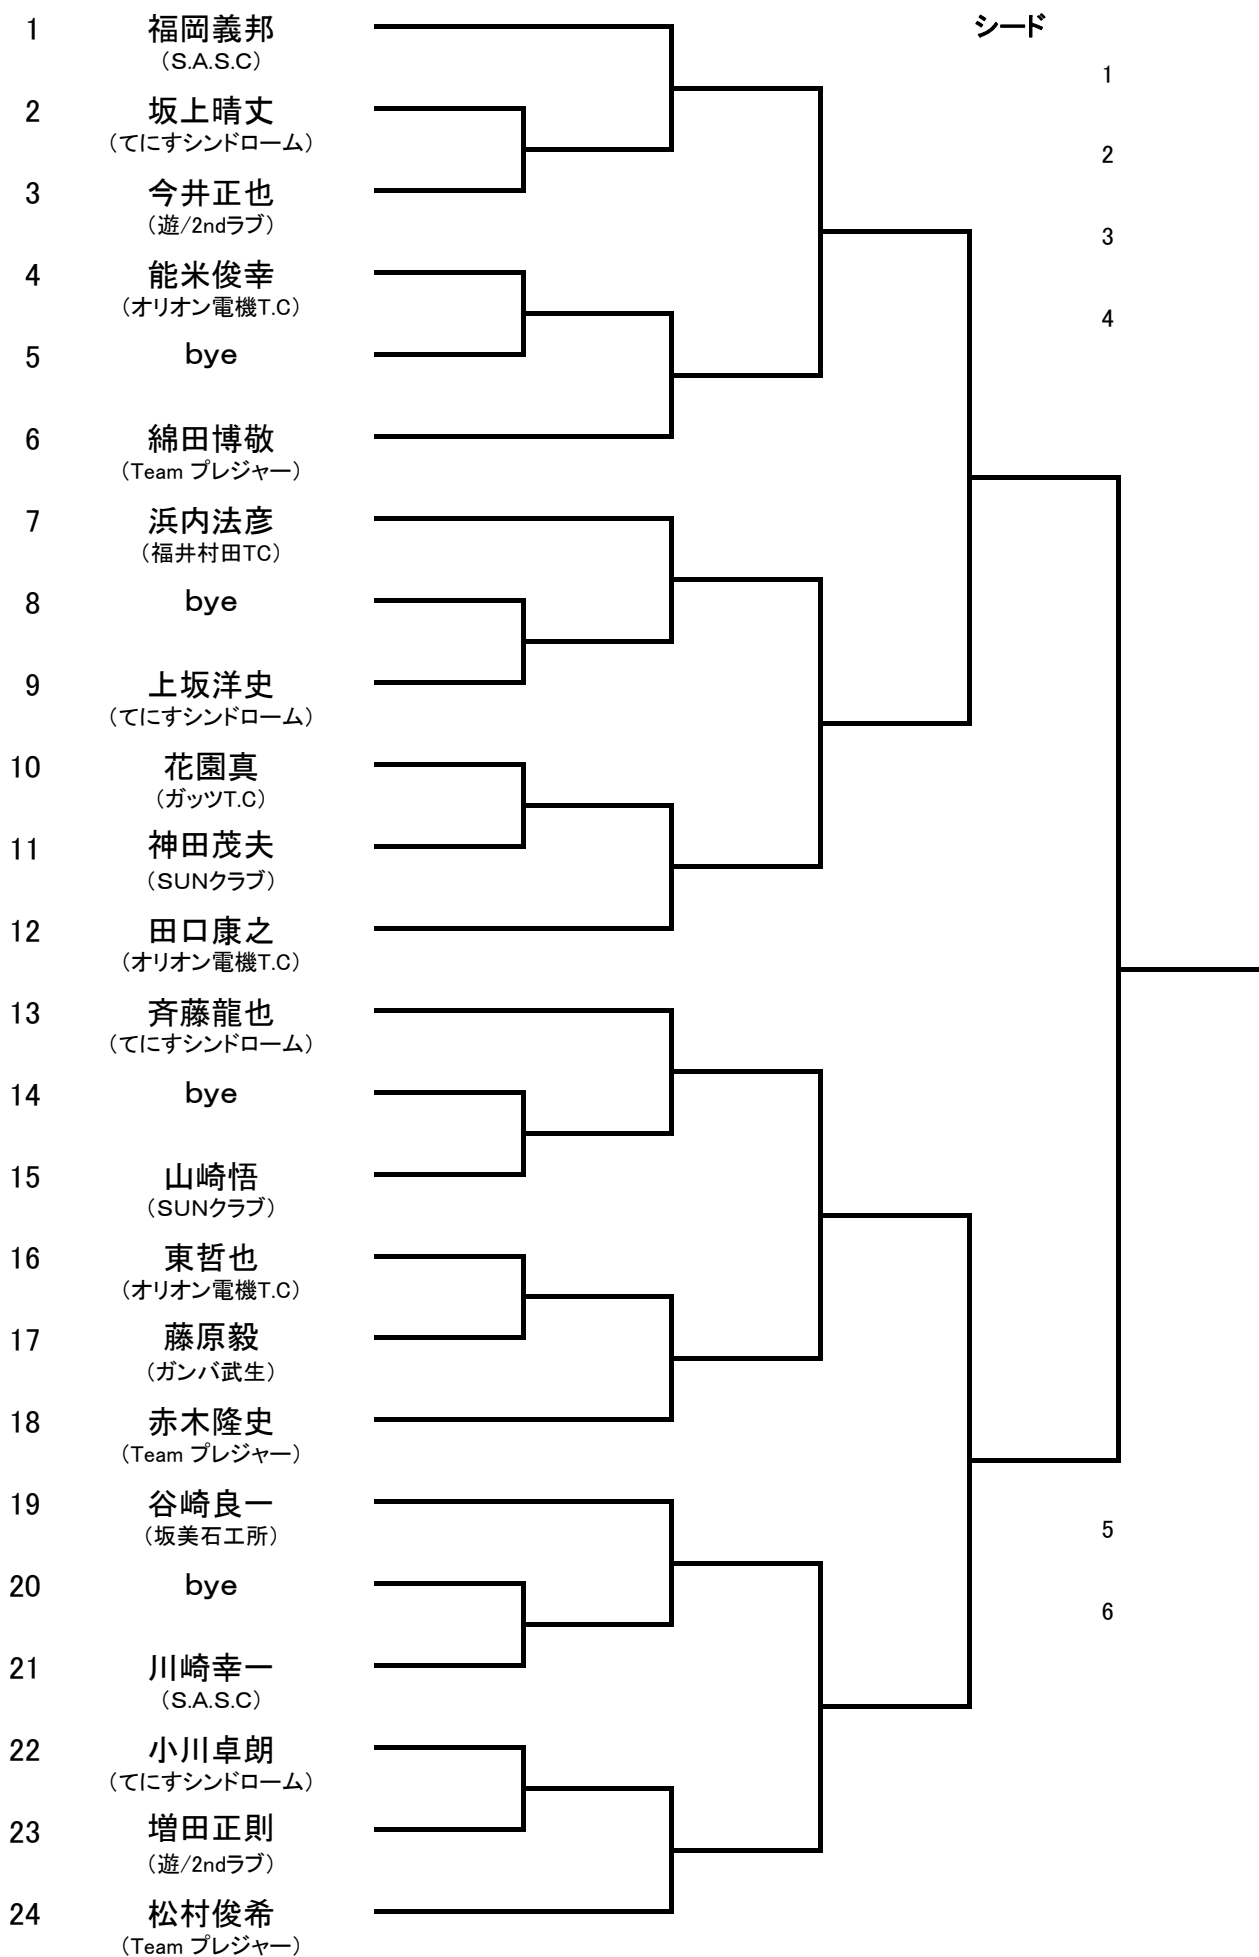 シード
1 福岡義邦
（S.A.S.C）
1
2 坂上晴丈
（てにすシンドローム）
2
3 今井正也
（遊/2ndラブ）
3
4 能米俊幸
（オリオン電機T.C）
4
5 bye
6 綿田博敬
（Team プレジャー）
7 浜内法彦
（福井村田TC）
8 bye
9 上坂洋史
（てにすシンドローム）
10 花園真
（ガッツT.C）
11 神田茂夫
（SUNクラブ）
12 田口康之
（オリオン電機T.C）
13 斉藤龍也
（てにすシンドローム）
14 bye
15 山崎悟
（SUNクラブ）
16 東哲也
（オリオン電機T.C）
17 藤原毅
（ガンバ武生）
18 赤木隆史
（Team プレジャー）
19 谷崎良一
（坂美石工所）
5
20 bye
6
21 川崎幸一
（S.A.S.C）
22 小川卓朗
（てにすシンドローム）
23 増田正則
（遊/2ndラブ）
24 松村俊希
（Team プレジャー）